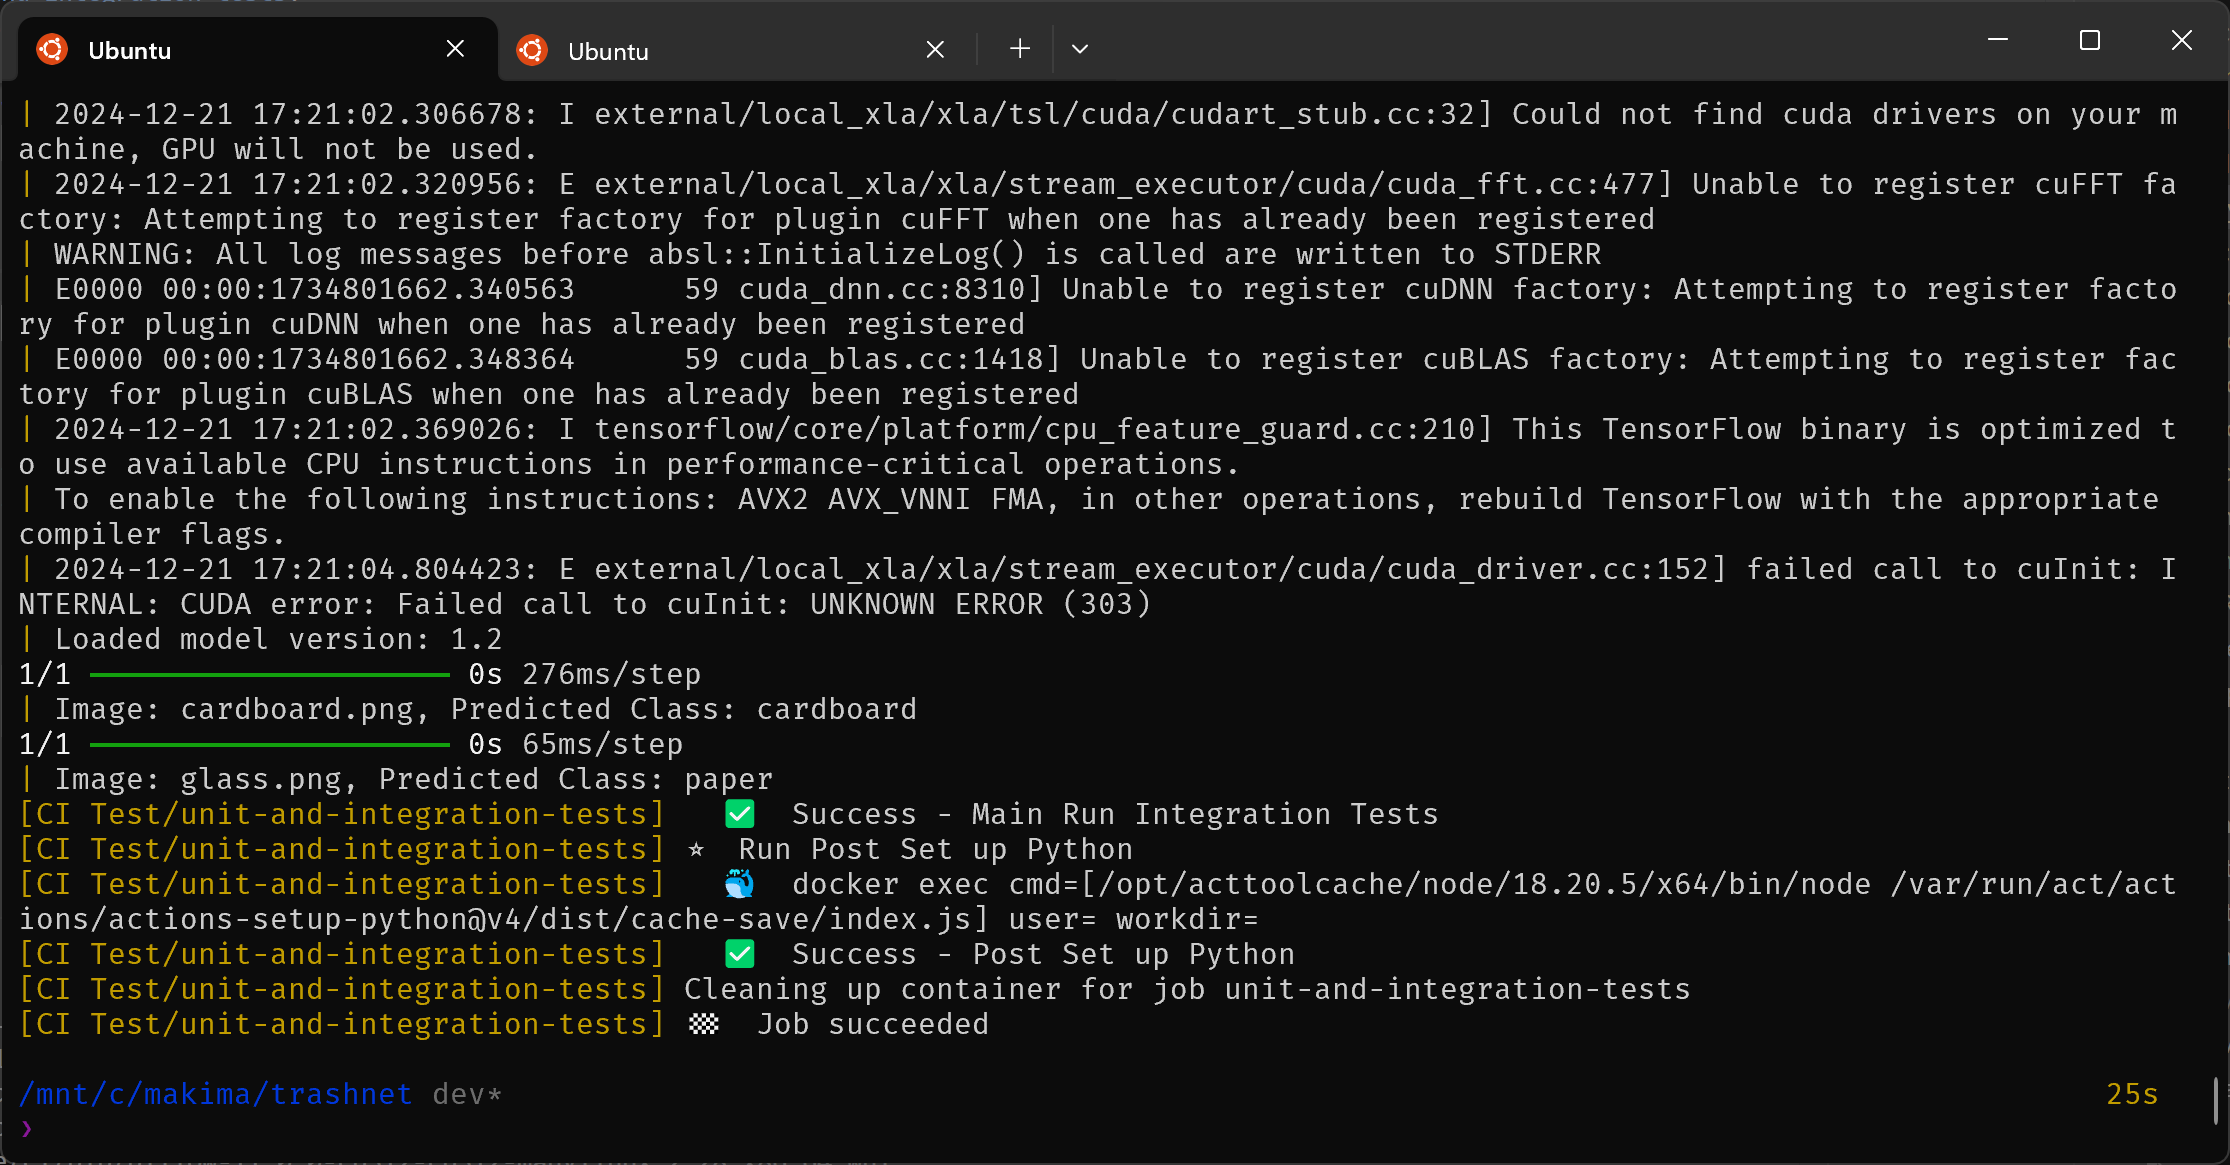 Ubuntu
Ubuntu
| 2024-12-21 17:21:02.306678: I external/local_xla/xla/tsl/cuda/cudart_stub.cc:32] Could not find cuda drivers on your m
achine, GPU will not be used.
| 2024-12-21 17:21:02.320956: E external/local_xla/xla/stream_executor/cuda/cuda_fft.cc:477] Unable to register cuFFT fa
ctory: Attempting to register factory for plugin cuFFT when one has already been registered
| WARNING: All log messages before absl::InitializeLog() is called are written to STDERR
| E0000 00:00:1734801662.340563      59 cuda_dnn.cc:8310] Unable to register cuDNN factory: Attempting to register facto
ry for plugin cuDNN when one has already been registered
| E0000 00:00:1734801662.348364      59 cuda_blas.cc:1418] Unable to register cuBLAS factory: Attempting to register fac
tory for plugin cuBLAS when one has already been registered
| 2024-12-21 17:21:02.369026: I tensorflow/core/platform/cpu_feature_guard.cc:210] This TensorFlow binary is optimized t
o use available CPU instructions in performance-critical operations.
| To enable the following instructions: AVX2 AVX_VNNI FMA, in other operations, rebuild TensorFlow with the appropriate
compiler flags.
| 2024-12-21 17:21:04.804423: E external/local_xla/xla/stream_executor/cuda/cuda_driver.cc:152] failed call to cuInit: I
NTERNAL: CUDA error: Failed call to cuInit: UNKNOWN ERROR (303)
| Loaded model version: 1.2
1/1 ━━━━━━━━━━━━━━━━━━━━ 0s 276ms/step
| Image: cardboard.png, Predicted Class: cardboard
1/1 ━━━━━━━━━━━━━━━━━━━━ 0s 65ms/step
| Image: glass.png, Predicted Class: paper
[CI Test/unit-and-integration-tests]   ✅  Success - Main Run Integration Tests
[CI Test/unit-and-integration-tests] ⭐  Run Post Set up Python
[CI Test/unit-and-integration-tests]   🐳  docker exec cmd=[/opt/acttoolcache/node/18.20.5/x64/bin/node /var/run/act/act
ions/actions-setup-python@v4/dist/cache-save/index.js] user= workdir=
[CI Test/unit-and-integration-tests]   ✅  Success - Post Set up Python
[CI Test/unit-and-integration-tests] Cleaning up container for job unit-and-integration-tests
[CI Test/unit-and-integration-tests] 🏁  Job succeeded
/mnt/c/makima/trashnet dev* 25s
❯